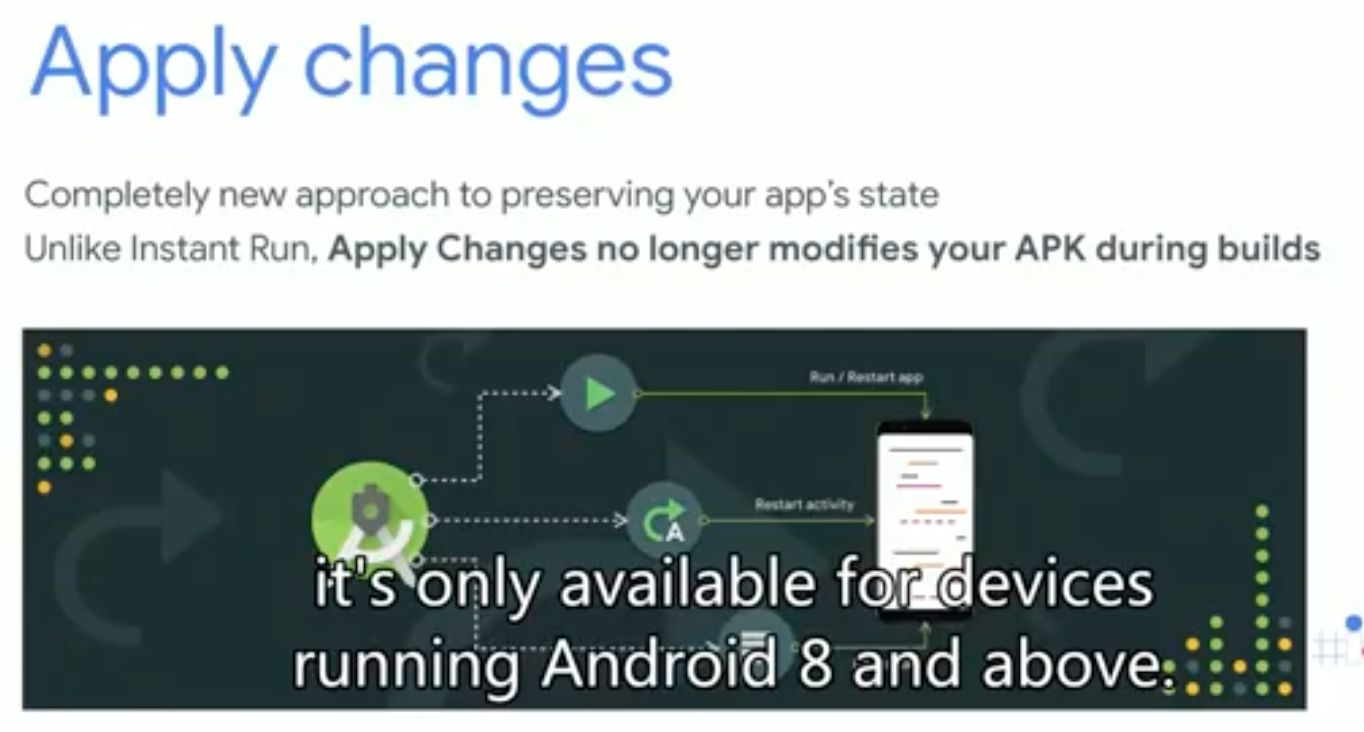 Apply changes
Completely new approach to preserving your app's state
Unlike Instant Run, Apply Changes no longer modifies your APK during builds
Run / Restart app
Restart activity
A
it's only available for devices
running Android 8 and above.
#